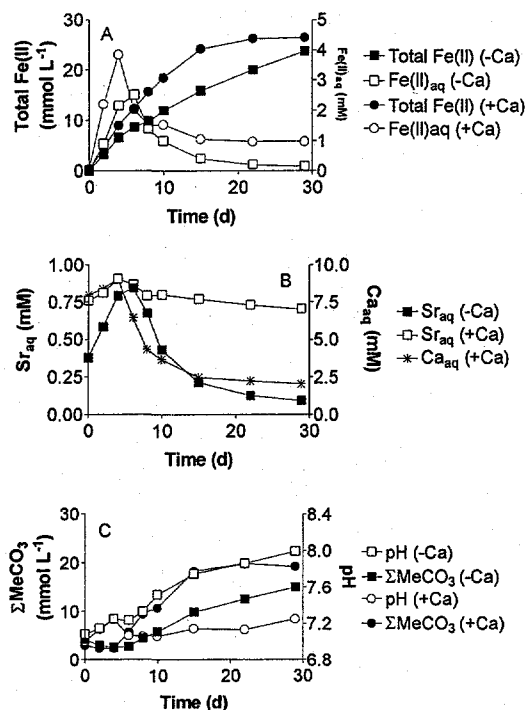 A
Total Fe(II)
(mmol L-1)
40
30
20
10
0
0 10 20 30
Time (d)
5
4
3
2
1
0
Fe(II)aq (mM)
Total Fe(II) (-Ca)
Fe(II)aq (-Ca)
Total Fe(II) (+Ca)
Fe(II)aq (+Ca)
B
Sraq (mM)
1.00
0.75
0.50
0.25
0.00
0 10 20 30
Time (d)
10.0
7.5
5.0
2.5
0.0
Caaq (mM)
Sraq (-Ca)
Sraq (+Ca)
Caaq (+Ca)
C
ΣMeCO3
(mmol L-1)
30
20
10
0
0 10 20 30
Time (d)
8.4
8.0
7.6
7.2
6.8
pH
pH (-Ca)
ΣMeCO3 (-Ca)
pH (+Ca)
ΣMeCO3 (+Ca)